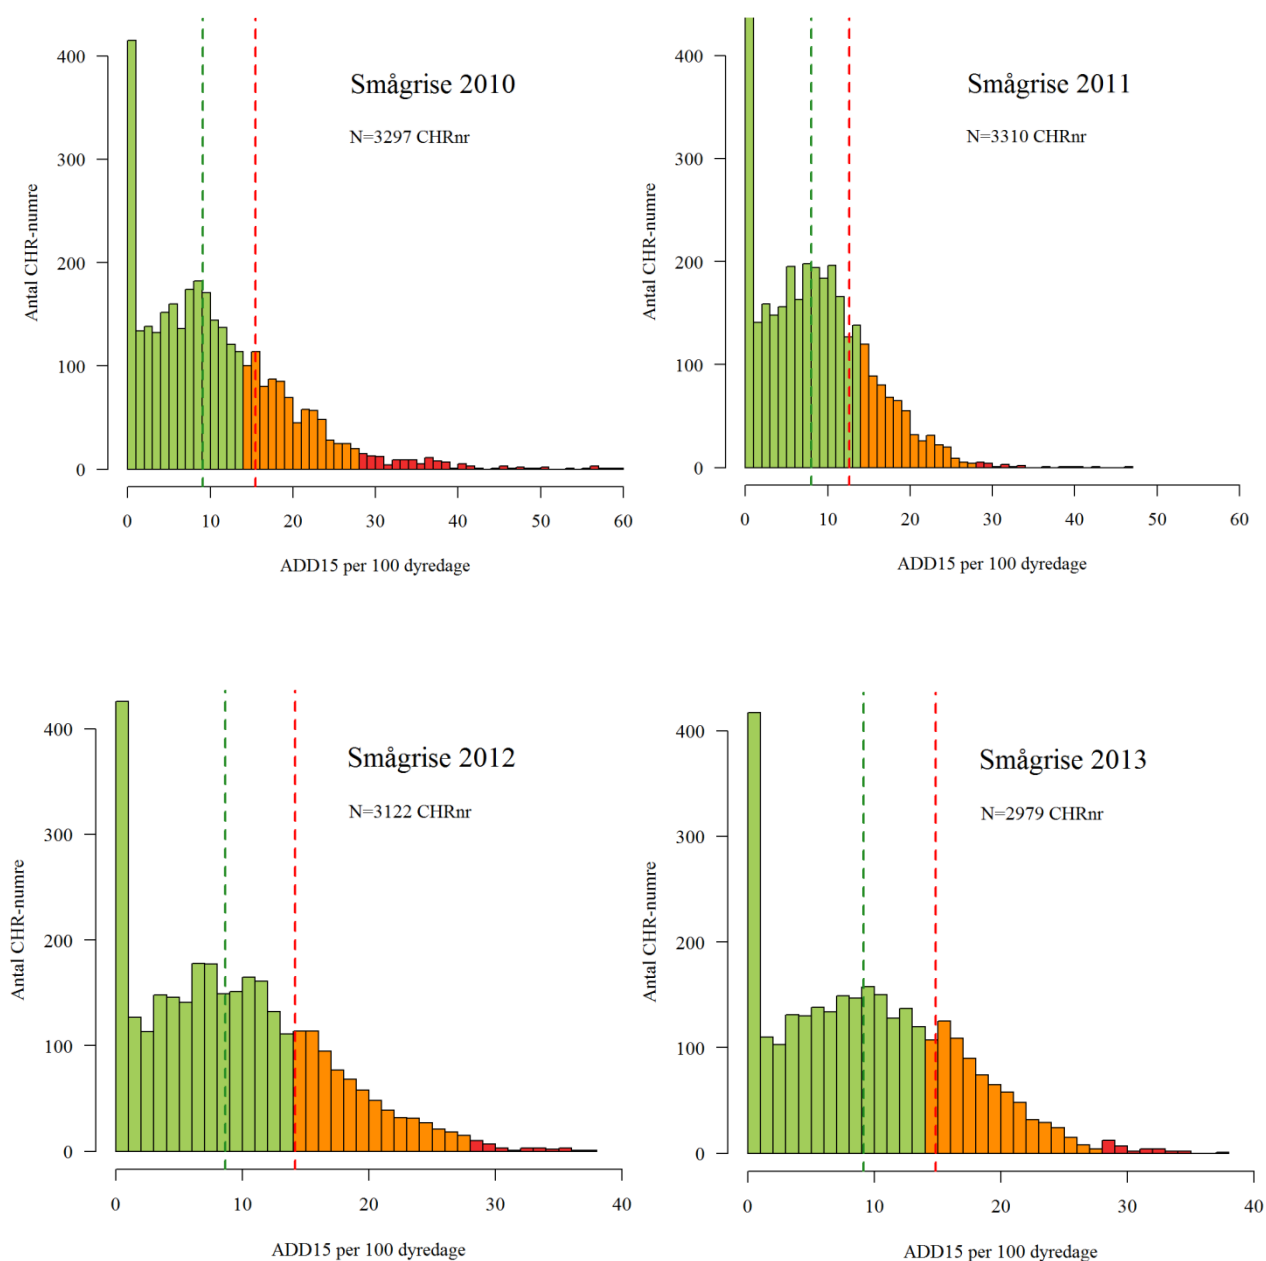 Smågrise 2010
N=3297 CHRnr
Antal CHR-numre
400
300
200
100
0
0 10 20 30 40 50 60
ADD15 per 100 dyredage
Smågrise 2011
N=3310 CHRnr
Antal CHR-numre
400
300
200
100
0
0 10 20 30 40 50 60
ADD15 per 100 dyredage
Smågrise 2012
N=3122 CHRnr
Antal CHR-numre
400
300
200
100
0
0 10 20 30 40
ADD15 per 100 dyredage
Smågrise 2013
N=2979 CHRnr
Antal CHR-numre
400
300
200
100
0
0 10 20 30 40
ADD15 per 100 dyredage